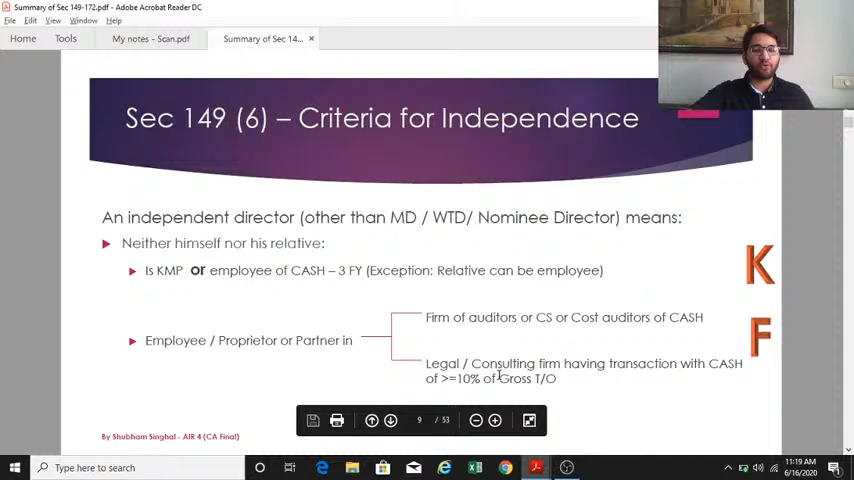 Summary of Sec 149-172.pdf - Adobe Acrobat Reader DC
File Edit View Window Help
Home Tools My notes - Scan.pdf Summary of Sec 14... ×
Sec 149 (6) – Criteria for Independence
An independent director (other than MD / WTD/ Nominee Director) means:
Neither himself nor his relative:
Is KMP or employee of CASH – 3 FY (Exception: Relative can be employee)
K
Firm of auditors or CS or Cost auditors of CASH
Employee / Proprietor or Partner in
F
Legal / Consulting firm having transaction with CASH
of >=10% of Gross T/O
9 / 53
By Shubham Singhal - AIR 4 (CA Final)
Type here to search
11:19 AM
6/16/2020